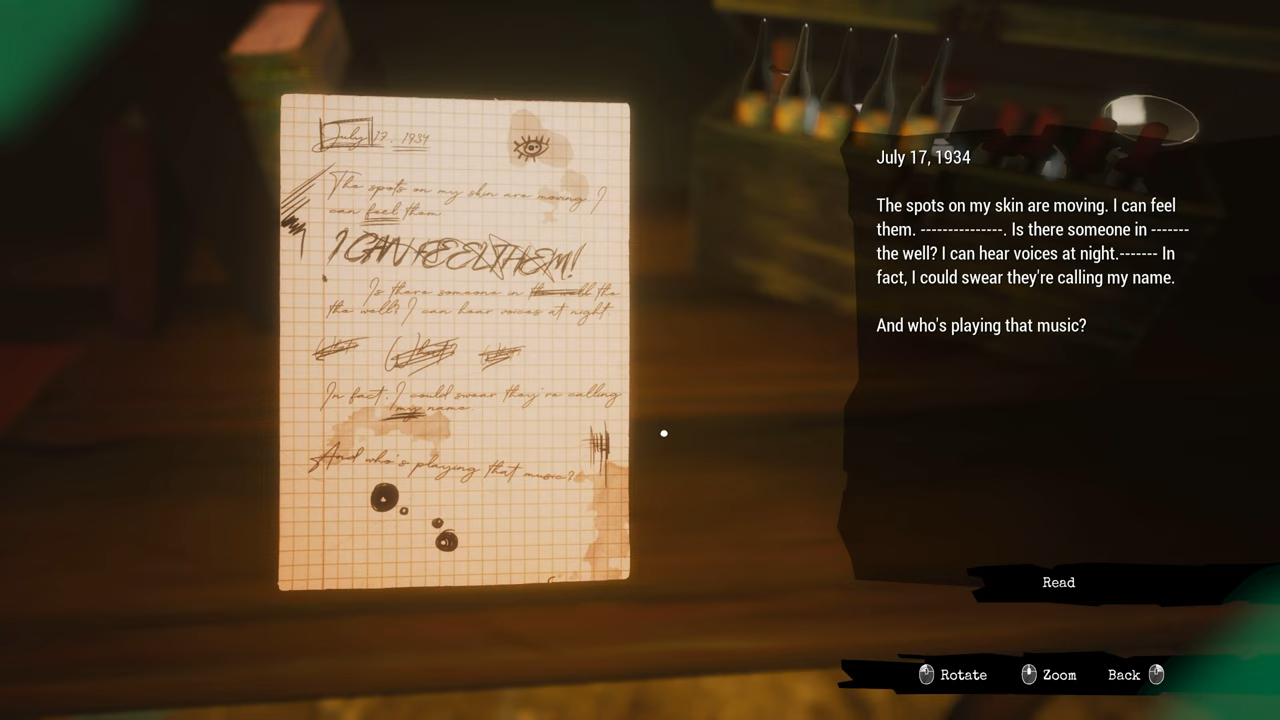 July 17, 1934
The spots on my skin are moving I
can feel them
I CAN FEEL THEM!
Is there someone in the well the
the well? I can hear voices at night
In fact, I could swear they're calling
my name.
And who's playing that music?
July 17, 1934
The spots on my skin are moving. I can feel
them. ---------------. Is there someone in -------
the well? I can hear voices at night.------- In
fact, I could swear they're calling my name.
And who's playing that music?
Read
Rotate
Zoom
Back